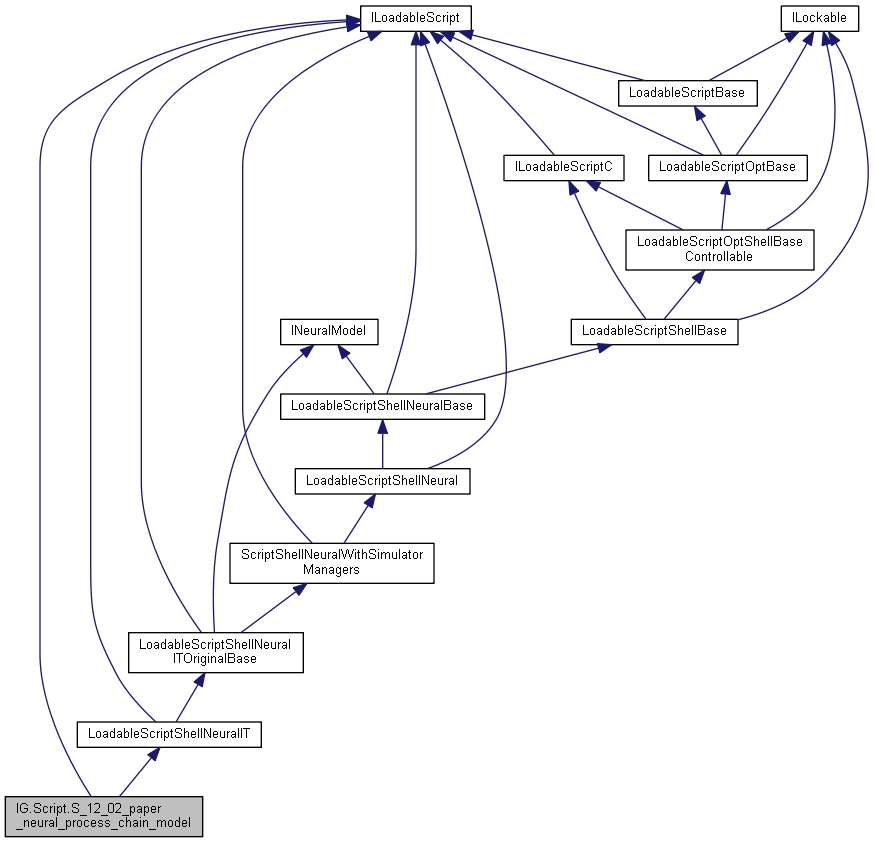 ILoadableScript
ILockable
LoadableScriptBase
ILoadableScriptC
LoadableScriptOptBase
LoadableScriptOptShellBase
Controllable
INeuralModel
LoadableScriptShellBase
LoadableScriptShellNeuralBase
LoadableScriptShellNeural
ScriptShellNeuralWithSimulator
Managers
LoadableScriptShellNeural
ITOriginalBase
LoadableScriptShellNeuralIT
IG.Script.S_12_02_paper
_neural_process_chain_model